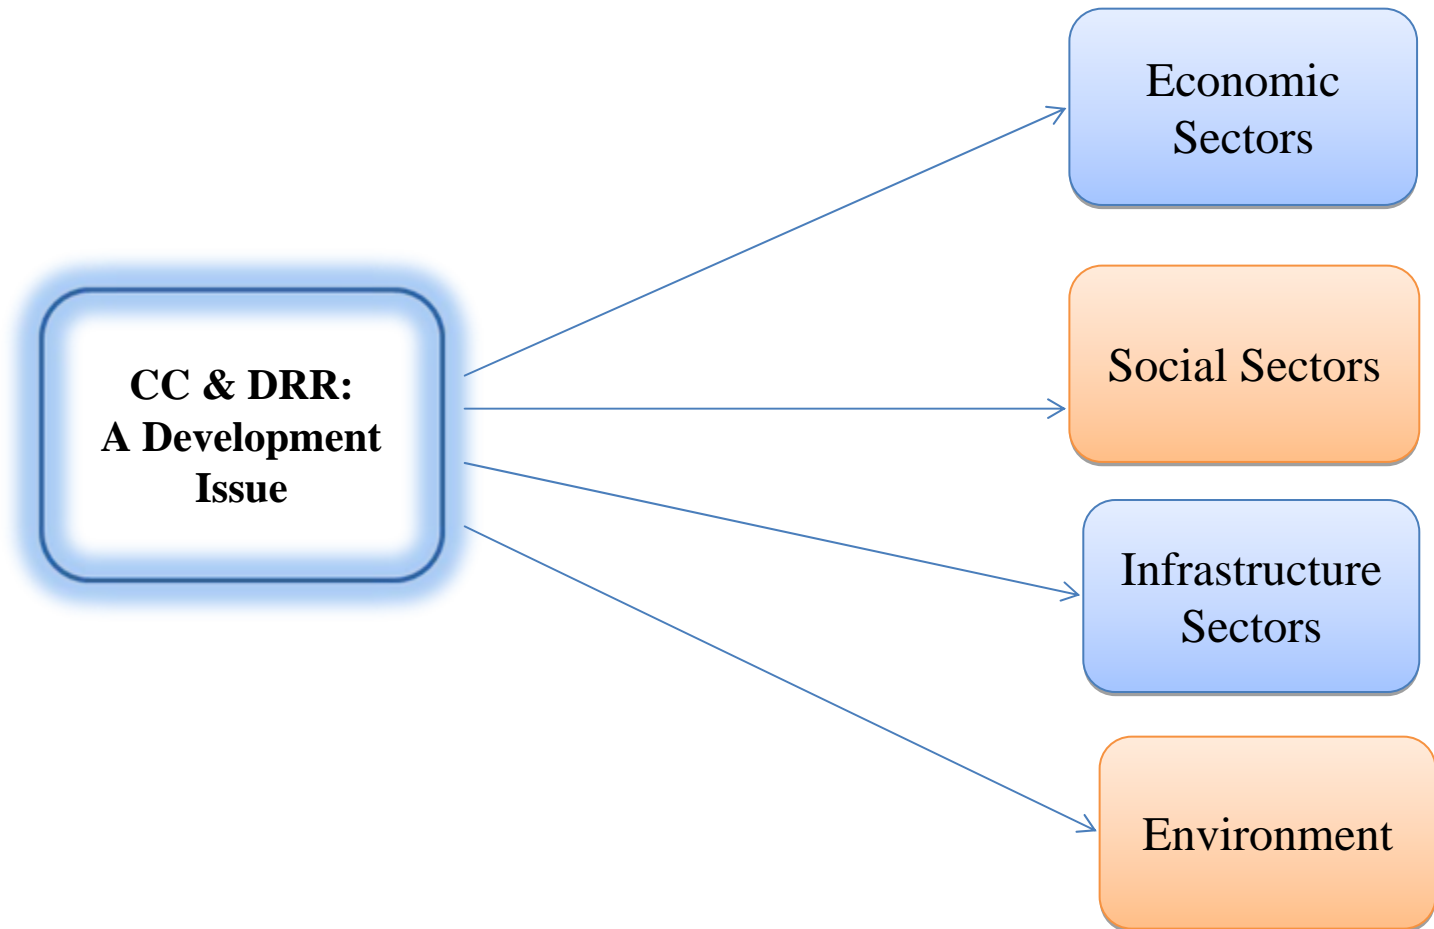 Economic
Sectors
CC & DRR:
A Development
Issue
Social Sectors
Infrastructure
Sectors
Environment